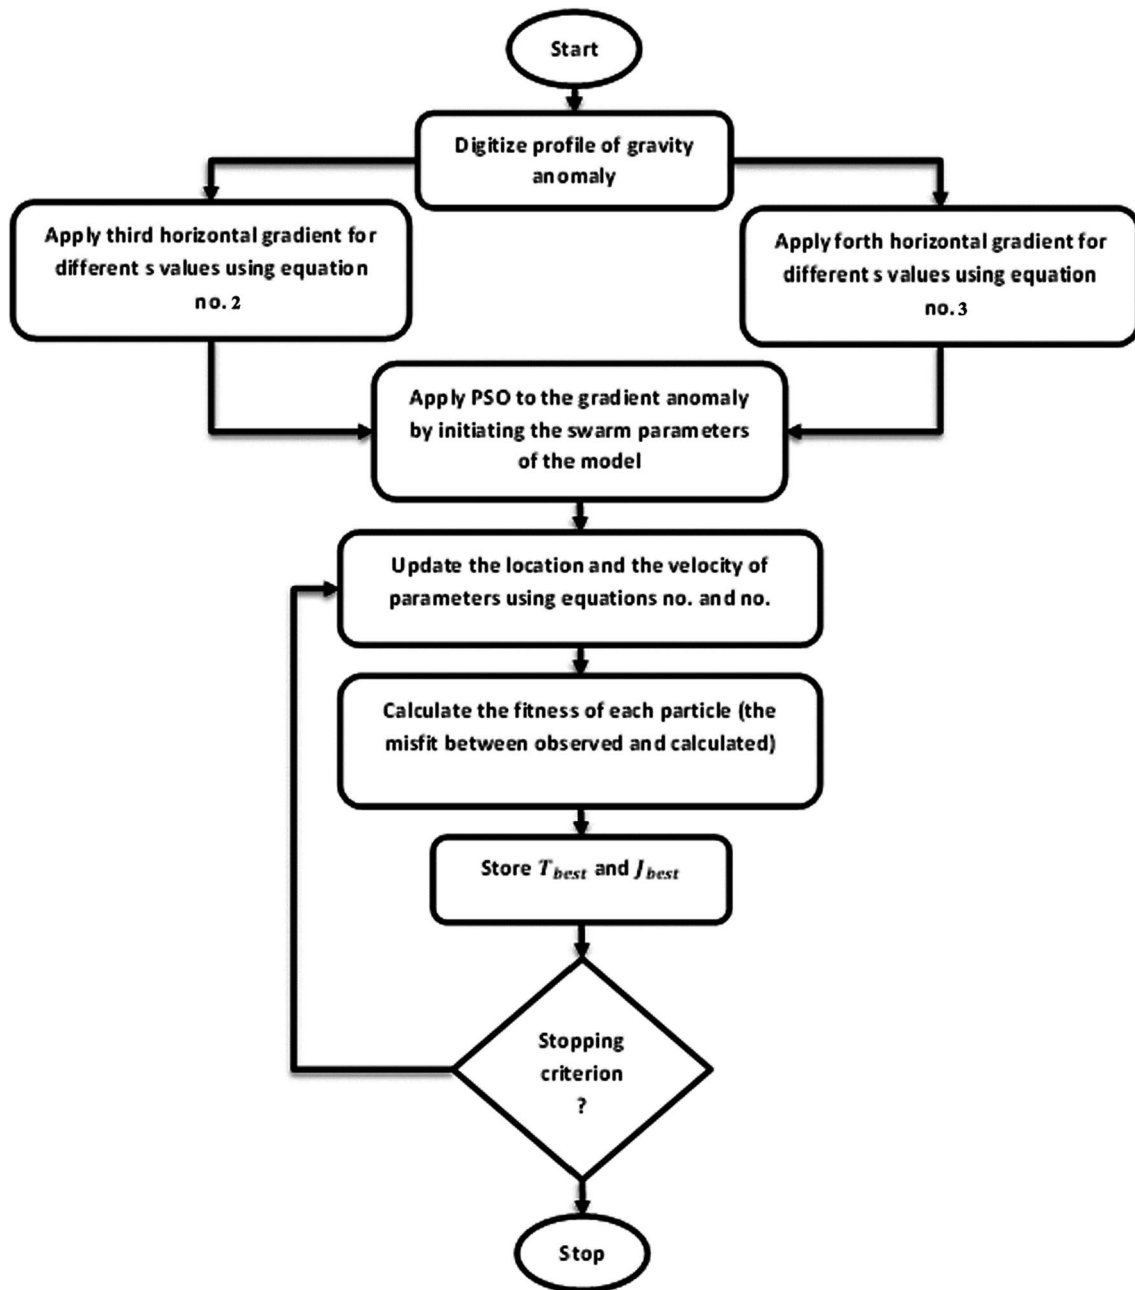 Start
Digitize profile of gravity
anomaly
Apply third horizontal gradient for
different s values using equation
no. 2
Apply forth horizontal gradient for
different s values using equation
no. 3
Apply PSO to the gradient anomaly
by initiating the swarm parameters
of the model
Update the location and the velocity of
parameters using equations no. and no.
Calculate the fitness of each particle (the
misfit between observed and calculated)
Store T_best and J_best
Stopping
criterion
?
Stop